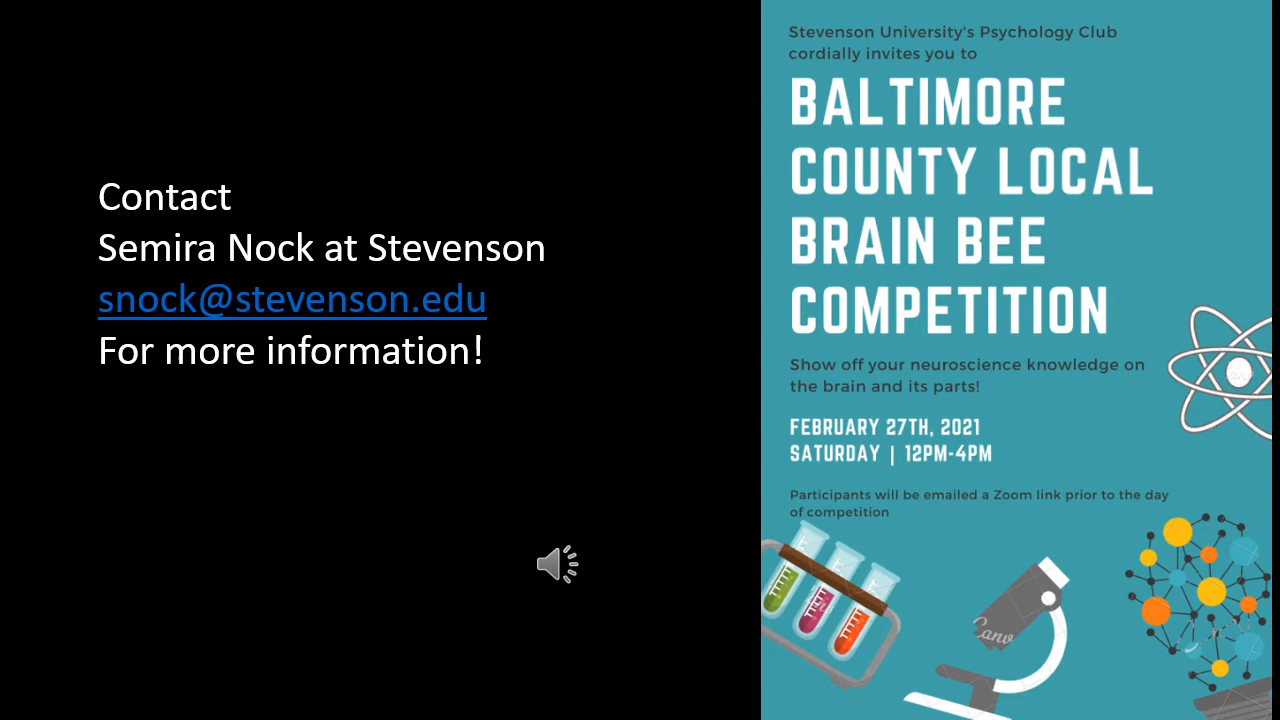 Contact
Semira Nock at Stevenson
snock@stevenson.edu
For more information!
Stevenson University's Psychology Club
cordially invites you to
BALTIMORE
COUNTY LOCAL
BRAIN BEE
COMPETITION
Show off your neuroscience knowledge on
the brain and its parts!
FEBRUARY 27TH, 2021
SATURDAY | 12PM-4PM
Participants will be emailed a Zoom link prior to the day
of competition